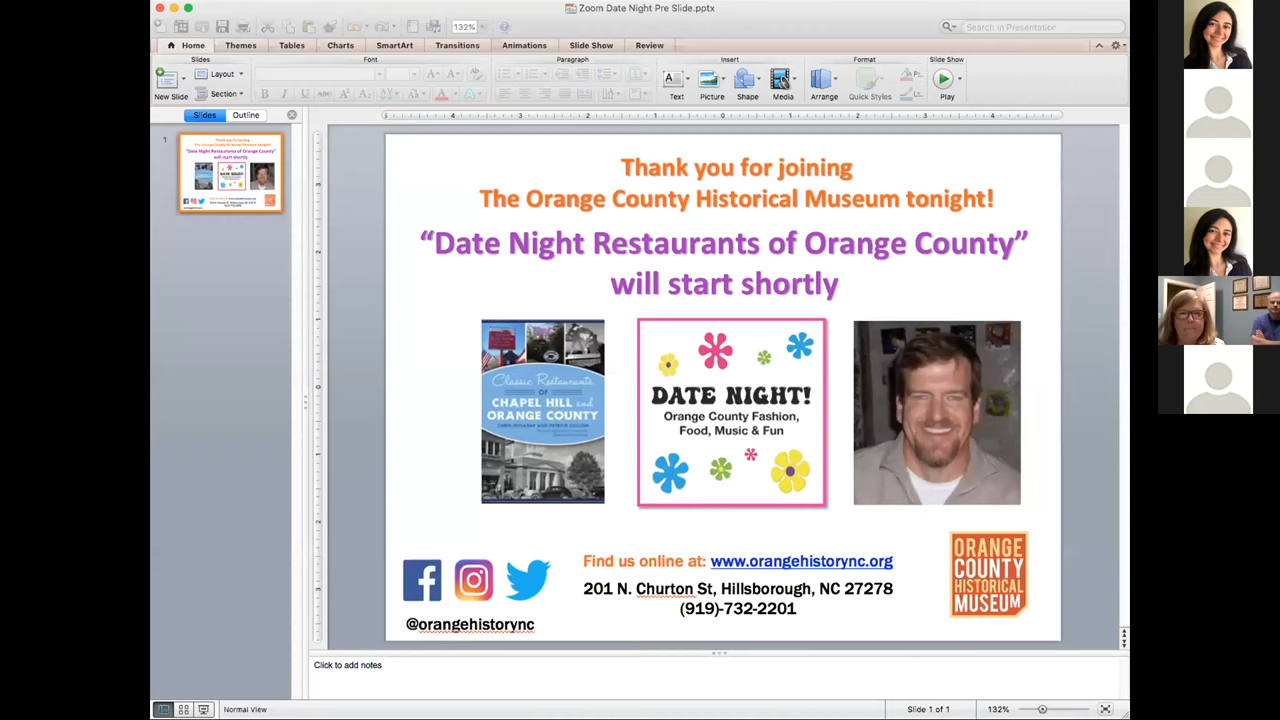 Zoom Date Night Pre Slide.pptx
132%
Search in Presentation
Home
Themes
Tables
Charts
SmartArt
Transitions
Animations
Slide Show
Review
Slides
Font
Paragraph
Insert
Format
Slide Show
New Slide
Layout
Section
Text
Picture
Shape
Media
Arrange
Quick Styles
Play
Slides
Outline
1
Thank you for joining
The Orange County Historical Museum tonight!
“Date Night Restaurants of Orange County”
will start shortly
Classic Restaurants
OF
CHAPEL HILL and
ORANGE COUNTY
DATE NIGHT!
Orange County Fashion,
Food, Music & Fun
Find us online at: www.orangehistorync.org
201 N. Churton St, Hillsborough, NC 27278
(919)-732-2201
@orangehistorync
ORANGE
COUNTY
HISTORICAL
MUSEUM
Click to add notes
Normal View
Slide 1 of 1
132%